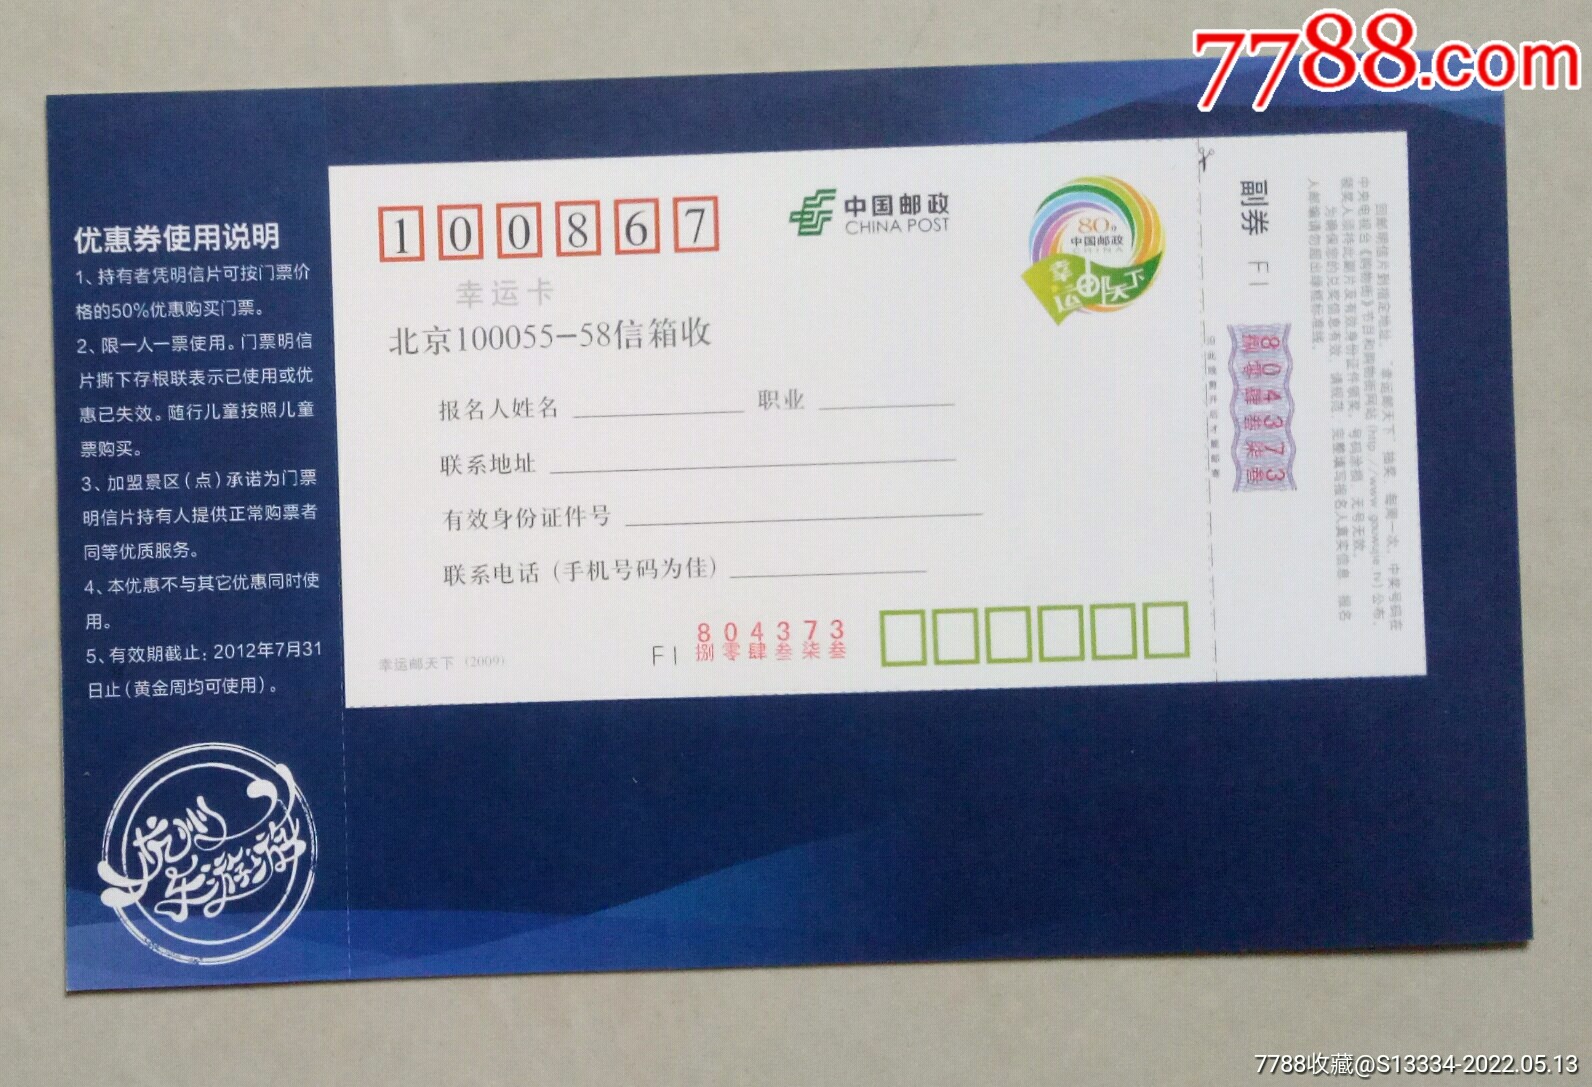 7788.com
优惠券使用说明
1、持有者凭明信片可按门票价
格的50%优惠购买门票。
2、限一人一票使用。门票明信
片撕下存根联表示已使用或优
惠已失效。随行儿童按照儿童
票购买。
3、加盟景区(点)承诺为门票
明信片持有人提供正常购票者
同等优质服务。
4、本优惠不与其它优惠同时使
用。
5、有效期截止:2012年7月31
日止(黄金周均可使用)。
杭州
乐游游
100867
幸运卡
北京100055-58信箱收
中国邮政
CHINA POST
80分
中国邮政
CHINA
幸运邮天下
报名人姓名 职业
联系地址
有效身份证件号
联系电话(手机号码为佳)
幸运邮天下 (2009)
FI 804373
捌零肆叁柒叁
副券 FI
804373
捌零肆叁柒叁
7788收藏@S13334-2022.05.13